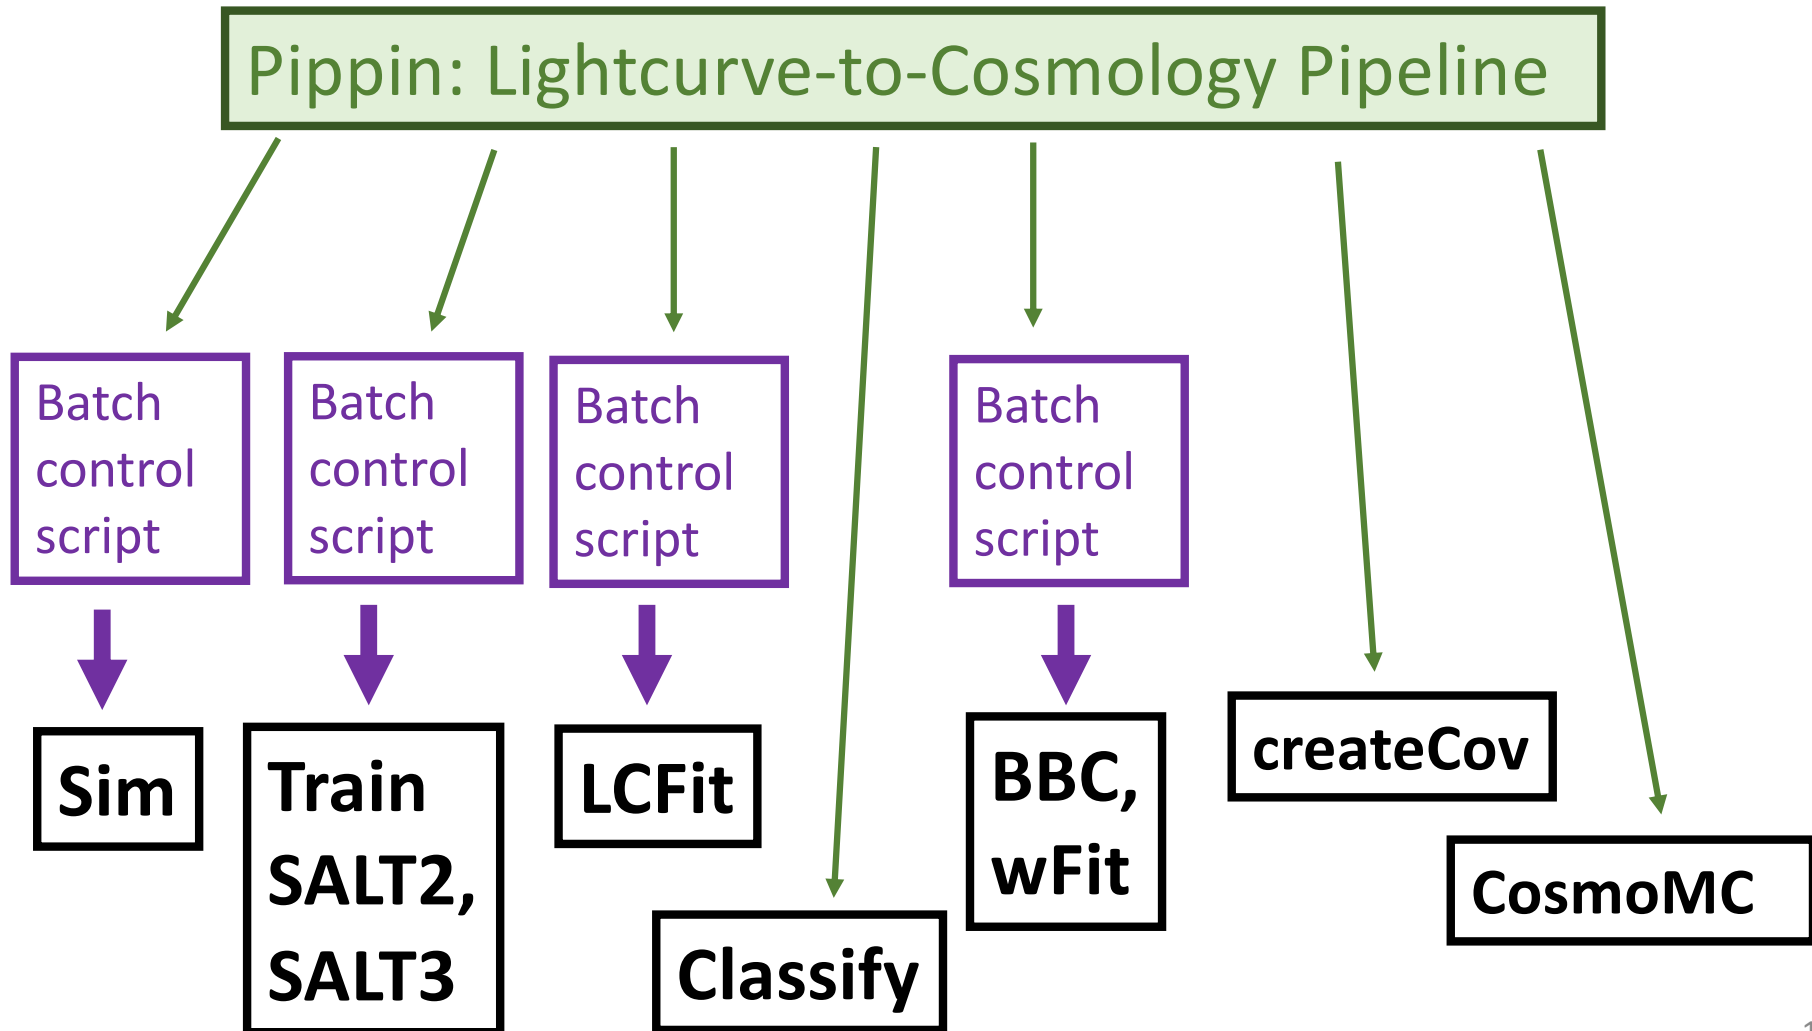 Pippin: Lightcurve-to-Cosmology Pipeline
Batch
control
script
Batch
control
script
Batch
control
script
Batch
control
script
Sim
Train
SALT2,
SALT3
LCFit
Classify
BBC,
wFit
createCov
CosmoMC